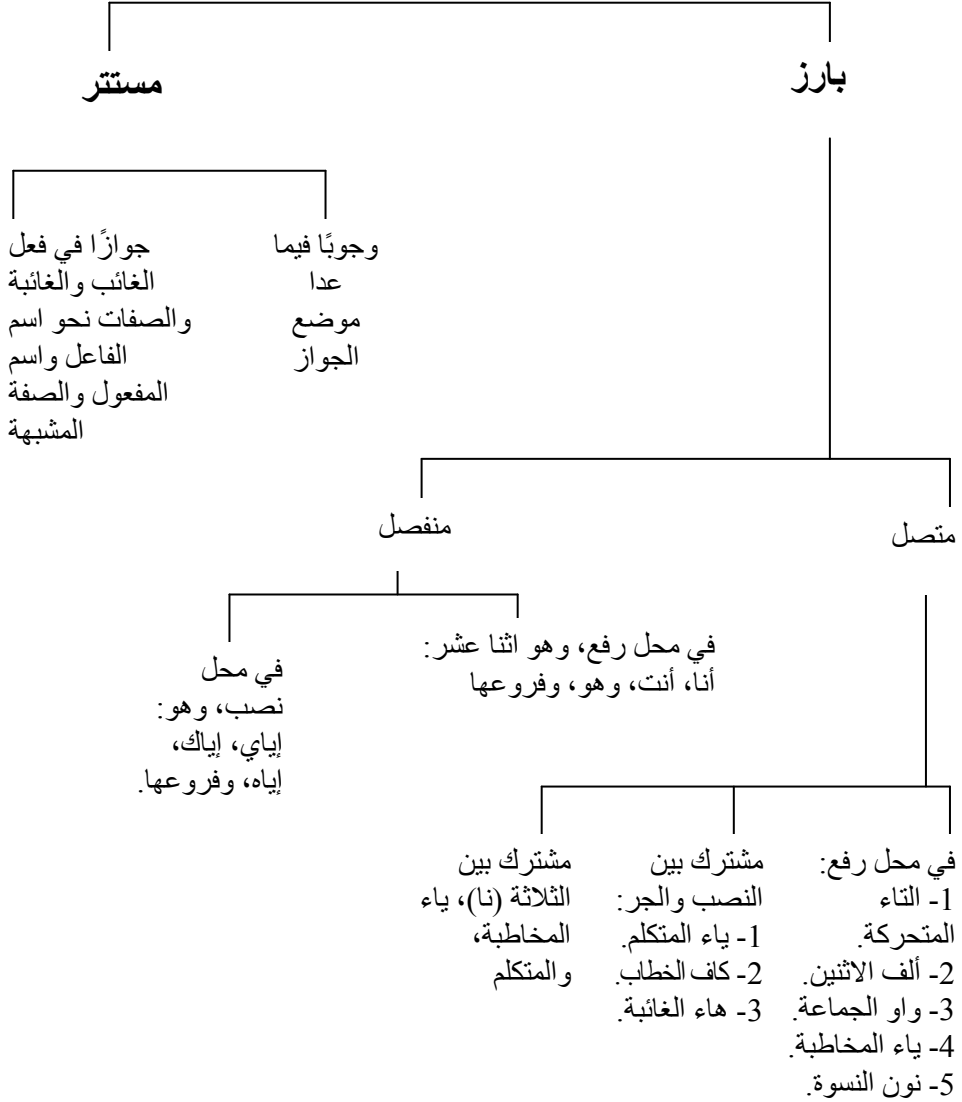 بارز
مستتر
وجوبًا فيما
عدا
موضع
الجواز
جوازًا في فعل
الغائب والغائبة
والصفات نحو اسم
الفاعل واسم
المفعول والصفة
المشبهة
متصل
منفصل
في محل رفع، وهو اثنا عشر:
أنا، أنت، وهو، وفروعها
في محل
نصب، وهو:
إياي، إياك،
إياه، وفروعها.
في محل رفع:
1- التاء
المتحركة.
2- ألف الاثنين.
3- واو الجماعة.
4- ياء المخاطبة.
5- نون النسوة.
مشترك بين
النصب والجر:
1- ياء المتكلم.
2- كاف الخطاب.
3- هاء الغائبة.
مشترك بين
الثلاثة (نا)، ياء
المخاطبة،
والمتكلم